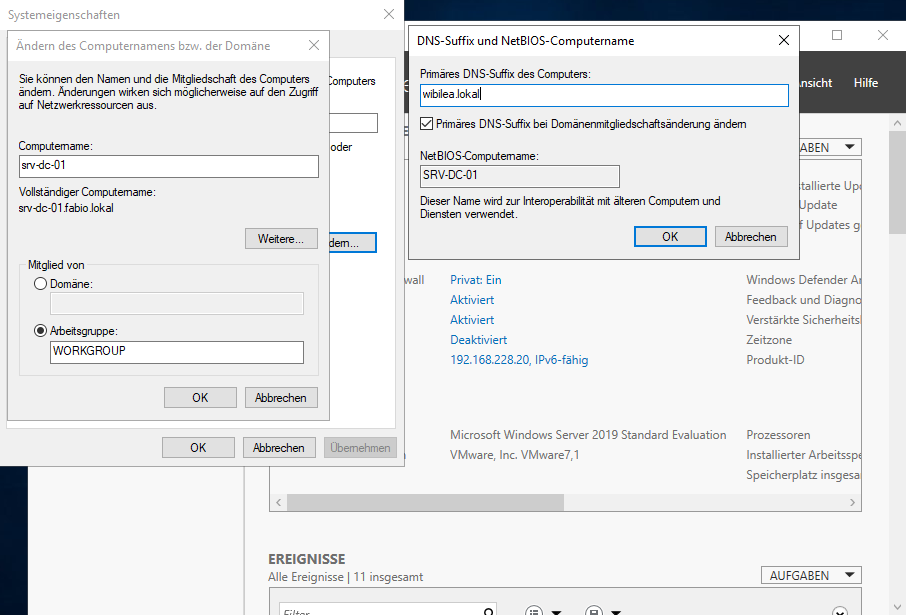 Systemeigenschaften
Ändern des Computernamens bzw. der Domäne
Sie können den Namen und die Mitgliedschaft des Computers
ändern. Änderungen wirken sich möglicherweise auf den Zugriff
auf Netzwerkressourcen aus.
Computername:
srv-dc-01
Vollständiger Computername:
srv-dc-01.fabio.lokal
Weitere...
Mitglied von
Domäne:
Arbeitsgruppe:
WORKGROUP
OK
Abbrechen
OK
Abbrechen
Übernehmen
Computers
oder
dern...
DNS-Suffix und NetBIOS-Computername
Primäres DNS-Suffix des Computers:
wibilea.lokal
Primäres DNS-Suffix bei Domänenmitgliedschaftsänderung ändern
NetBIOS-Computername:
SRV-DC-01
Dieser Name wird zur Interoperabilität mit älteren Computern und
Diensten verwendet.
OK
Abbrechen
nsicht
Hilfe
ABEN
stallierte Upd
Update
f Updates g
wall
Privat: Ein
Windows Defender An
Aktiviert
Feedback und Diagno
Aktiviert
Verstärkte Sicherheitsk
Deaktiviert
Zeitzone
192.168.228.20, IPv6-fähig
Produkt-ID
Microsoft Windows Server 2019 Standard Evaluation
Prozessoren
VMware, Inc. VMware7,1
Installierter Arbeitsspe
Speicherplatz insgesa
EREIGNISSE
Alle Ereignisse | 11 insgesamt
AUFGABEN
Filter